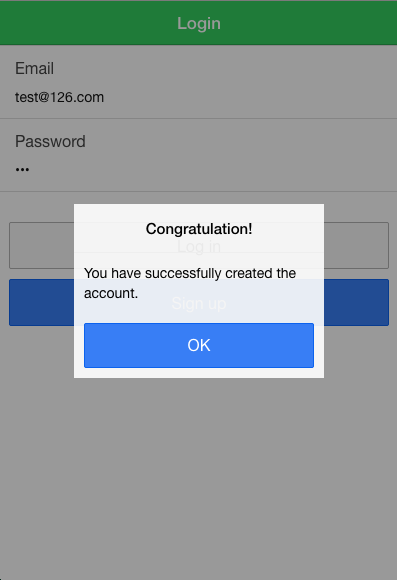 Login
Email
test@126.com
Password
•••
Congratulation!
Log in
You have successfully created the
account.
Sign up
OK